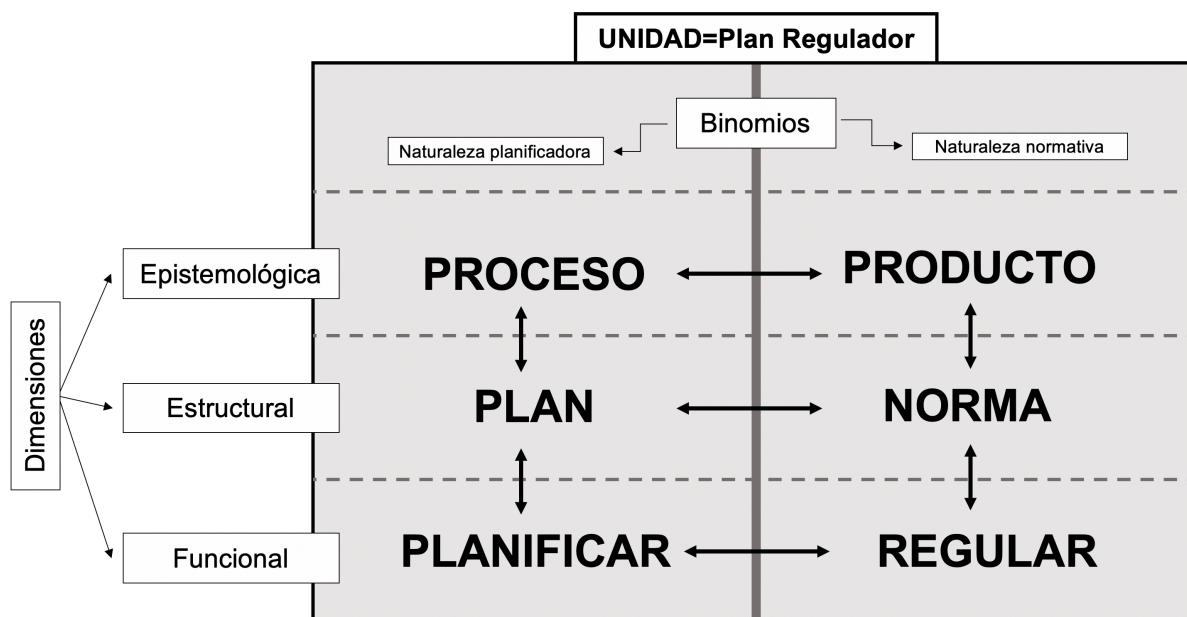 UNIDAD=Plan Regulador
Binomios
Naturaleza planificadora
Naturaleza normativa
Dimensiones
Epistemológica
PROCESO
PRODUCTO
Estructural
PLAN
NORMA
Funcional
PLANIFICAR
REGULAR